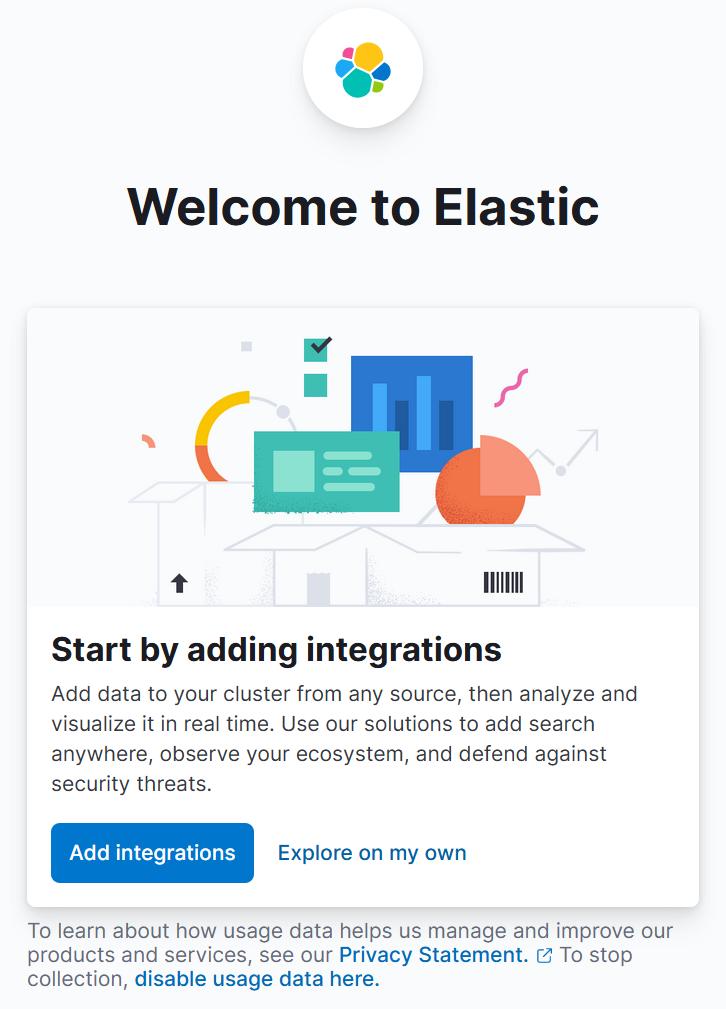 Welcome to Elastic
Start by adding integrations
Add data to your cluster from any source, then analyze and
visualize it in real time. Use our solutions to add search
anywhere, observe your ecosystem, and defend against
security threats.
Add integrations
Explore on my own
To learn about how usage data helps us manage and improve our
products and services, see our Privacy Statement. To stop
collection, disable usage data here.